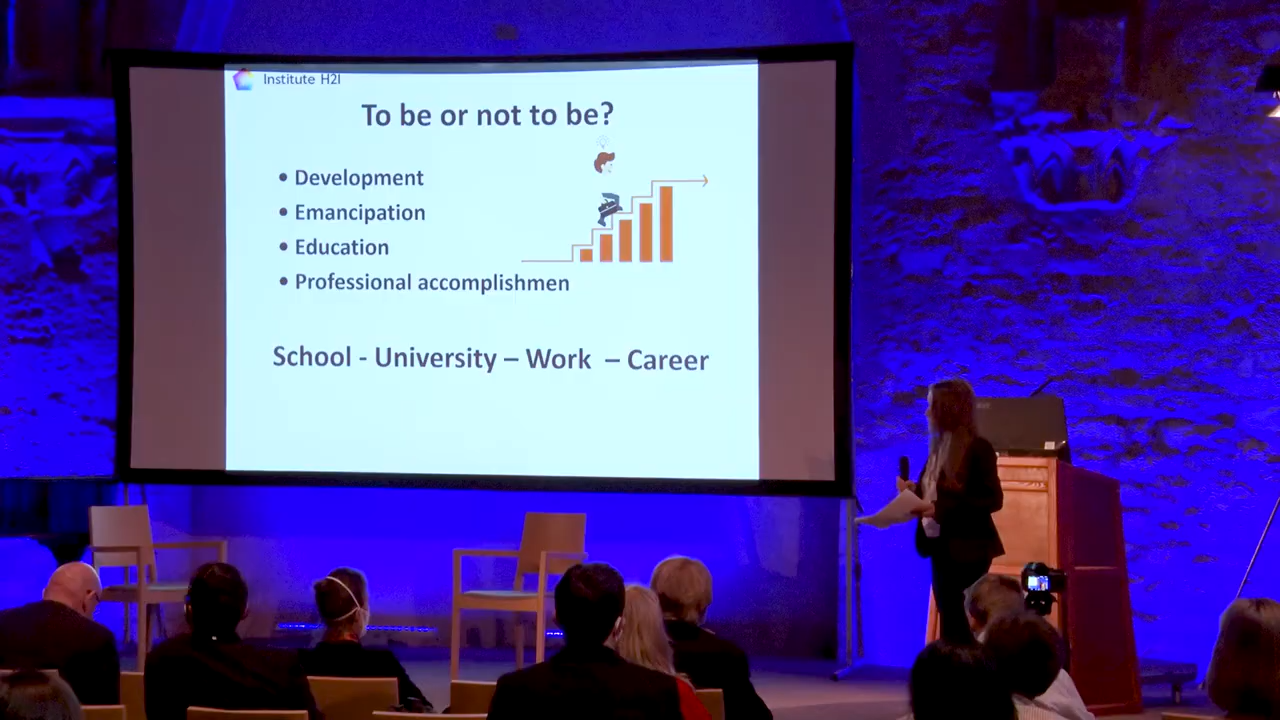 Institute H2I
To be or not to be?
• Development
• Emancipation
• Education
• Professional accomplishmen
School - University – Work – Career